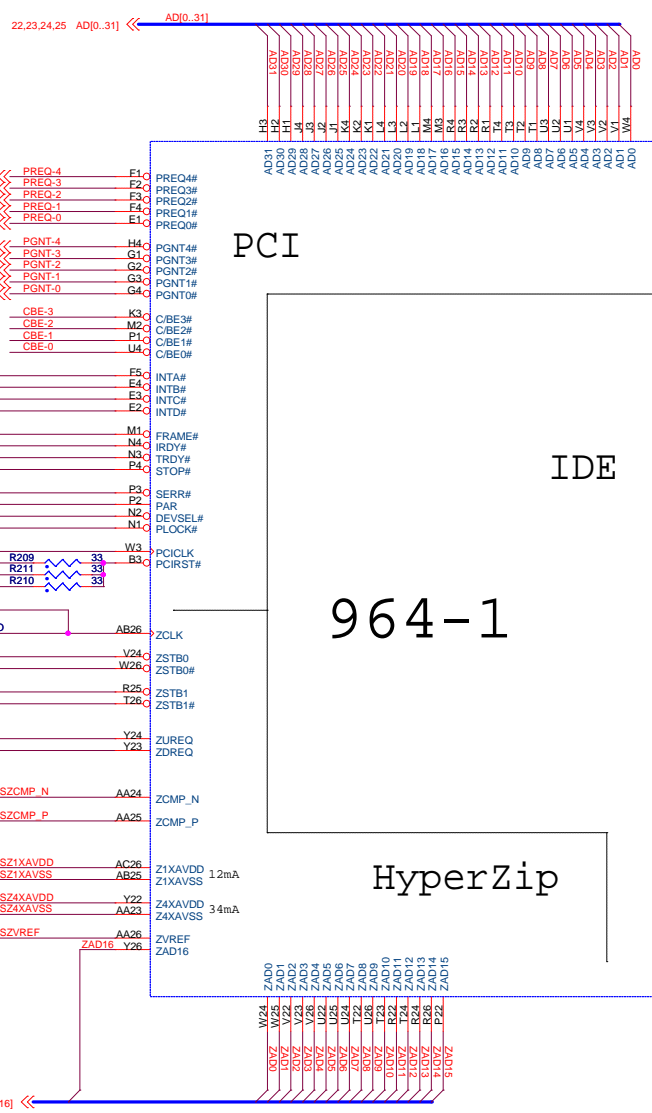 22,23,24,25 AD[0..31]
AD[0..31]
AD31 AD30 AD29 AD28 AD27 AD26 AD25 AD24 AD23 AD22 AD21 AD20 AD19 AD18 AD17 AD16 AD15 AD14 AD13 AD12 AD11 AD10 AD9 AD8 AD7 AD6 AD5 AD4 AD3 AD2 AD1 AD0
H3 H2 H1 J4 J3 J2 J1 K4 K2 K1 L4 L3 L2 L1 M4 M3 R4 R3 R2 R1 T4 T3 T2 T1 U3 U2 U1 V4 V3 V2 V1 W4
AD31 AD30 AD29 AD28 AD27 AD26 AD25 AD24 AD23 AD22 AD21 AD20 AD19 AD18 AD17 AD16 AD15 AD14 AD13 AD12 AD11 AD10 AD9 AD8 AD7 AD6 AD5 AD4 AD3 AD2 AD1 AD0
PREQ-4 F1 PREQ4#
PREQ-3 F2 PREQ3#
PREQ-2 F3 PREQ2#
PREQ-1 F4 PREQ1#
PREQ-0 E1 PREQ0#
PCI
PGNT-4 H4 PGNT4#
PGNT-3 G1 PGNT3#
PGNT-2 G2 PGNT2#
PGNT-1 G3 PGNT1#
PGNT-0 G4 PGNT0#
CBE-3 K3 C/BE3#
CBE-2 M2 C/BE2#
CBE-1 P1 C/BE1#
CBE-0 U4 C/BE0#
F5 INTA#
E4 INTB#
E3 INTC#
E2 INTD#
M1 FRAME#
N4 IRDY#
N3 TRDY#
P4 STOP#
IDE
P3 SERR#
P2 PAR
N2 DEVSEL#
N1 PLOCK#
W3 PCICLK
R209 33 B3 PCIRST#
R211 33
R210 33
964-1
AB26 ZCLK
V24 ZSTB0
W26 ZSTB0#
R25 ZSTB1
T26 ZSTB1#
Y24 ZUREQ
Y23 ZDREQ
SZCMP_N AA24 ZCMP_N
SZCMP_P AA25 ZCMP_P
SZ1XAVDD AC26 Z1XAVDD 12mA
SZ1XAVSS AB25 Z1XAVSS
HyperZip
SZ4XAVDD Y22 Z4XAVDD
SZ4XAVSS AA23 Z4XAVSS 34mA
SZVREF AA26 ZVREF
ZAD16 Y26 ZAD16
ZAD0 ZAD1 ZAD2 ZAD3 ZAD4 ZAD5 ZAD6 ZAD7 ZAD8 ZAD9 ZAD10 ZAD11 ZAD12 ZAD13 ZAD14 ZAD15
W24 W25 V22 V23 V26 U22 U25 U24 T22 U26 T23 R22 T24 R24 R26 P22
ZAD0 ZAD1 ZAD2 ZAD3 ZAD4 ZAD5 ZAD6 ZAD7 ZAD8 ZAD9 ZAD10 ZAD11 ZAD12 ZAD13 ZAD14 ZAD15
16]